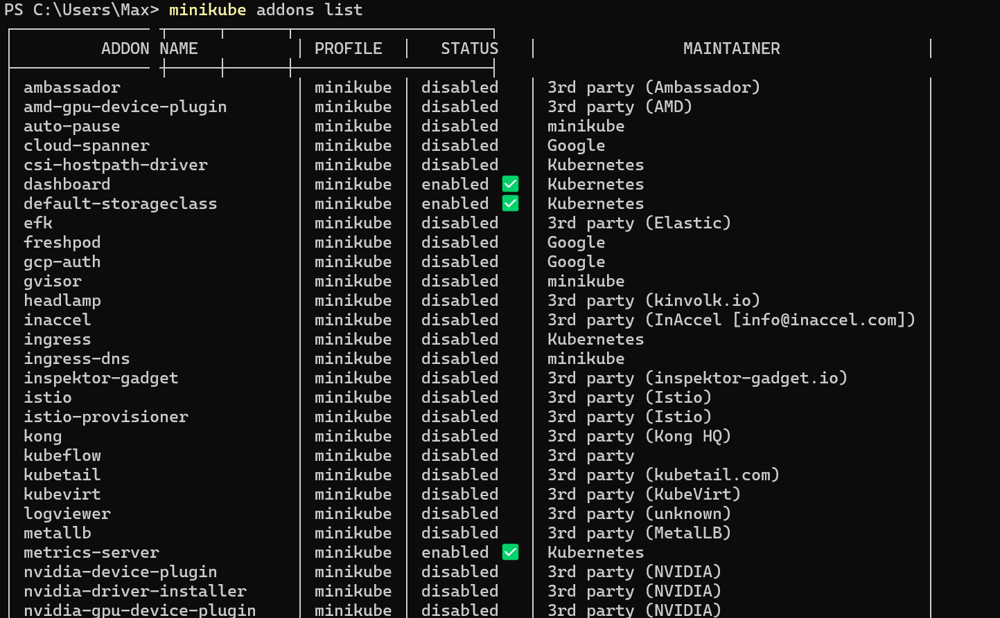 PS C:\Users\Max> minikube addons list
ADDON NAME | PROFILE | STATUS | MAINTAINER
ambassador | minikube | disabled | 3rd party (Ambassador)
amd-gpu-device-plugin | minikube | disabled | 3rd party (AMD)
auto-pause | minikube | disabled | minikube
cloud-spanner | minikube | disabled | Google
csi-hostpath-driver | minikube | disabled | Kubernetes
dashboard | minikube | enabled ✅ | Kubernetes
default-storageclass | minikube | enabled ✅ | Kubernetes
efk | minikube | disabled | 3rd party (Elastic)
freshpod | minikube | disabled | Google
gcp-auth | minikube | disabled | Google
gvisor | minikube | disabled | minikube
headlamp | minikube | disabled | 3rd party (kinvolk.io)
inaccel | minikube | disabled | 3rd party (InAccel [info@inaccel.com])
ingress | minikube | disabled | Kubernetes
ingress-dns | minikube | disabled | minikube
inspektor-gadget | minikube | disabled | 3rd party (inspektor-gadget.io)
istio | minikube | disabled | 3rd party (Istio)
istio-provisioner | minikube | disabled | 3rd party (Istio)
kong | minikube | disabled | 3rd party (Kong HQ)
kubeflow | minikube | disabled | 3rd party
kubetail | minikube | disabled | 3rd party (kubetail.com)
kubevirt | minikube | disabled | 3rd party (KubeVirt)
logviewer | minikube | disabled | 3rd party (unknown)
metallb | minikube | disabled | 3rd party (MetalLB)
metrics-server | minikube | enabled ✅ | Kubernetes
nvidia-device-plugin | minikube | disabled | 3rd party (NVIDIA)
nvidia-driver-installer | minikube | disabled | 3rd party (NVIDIA)
nvidia-gpu-device-plugin | minikube | disabled | 3rd party (NVIDIA)